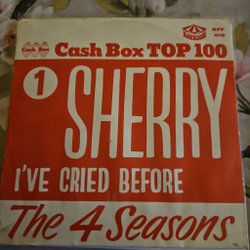 Cash Box
Cash Box TOP 100
1
SHERRY
I'VE CRIED BEFORE
The 4 Seasons